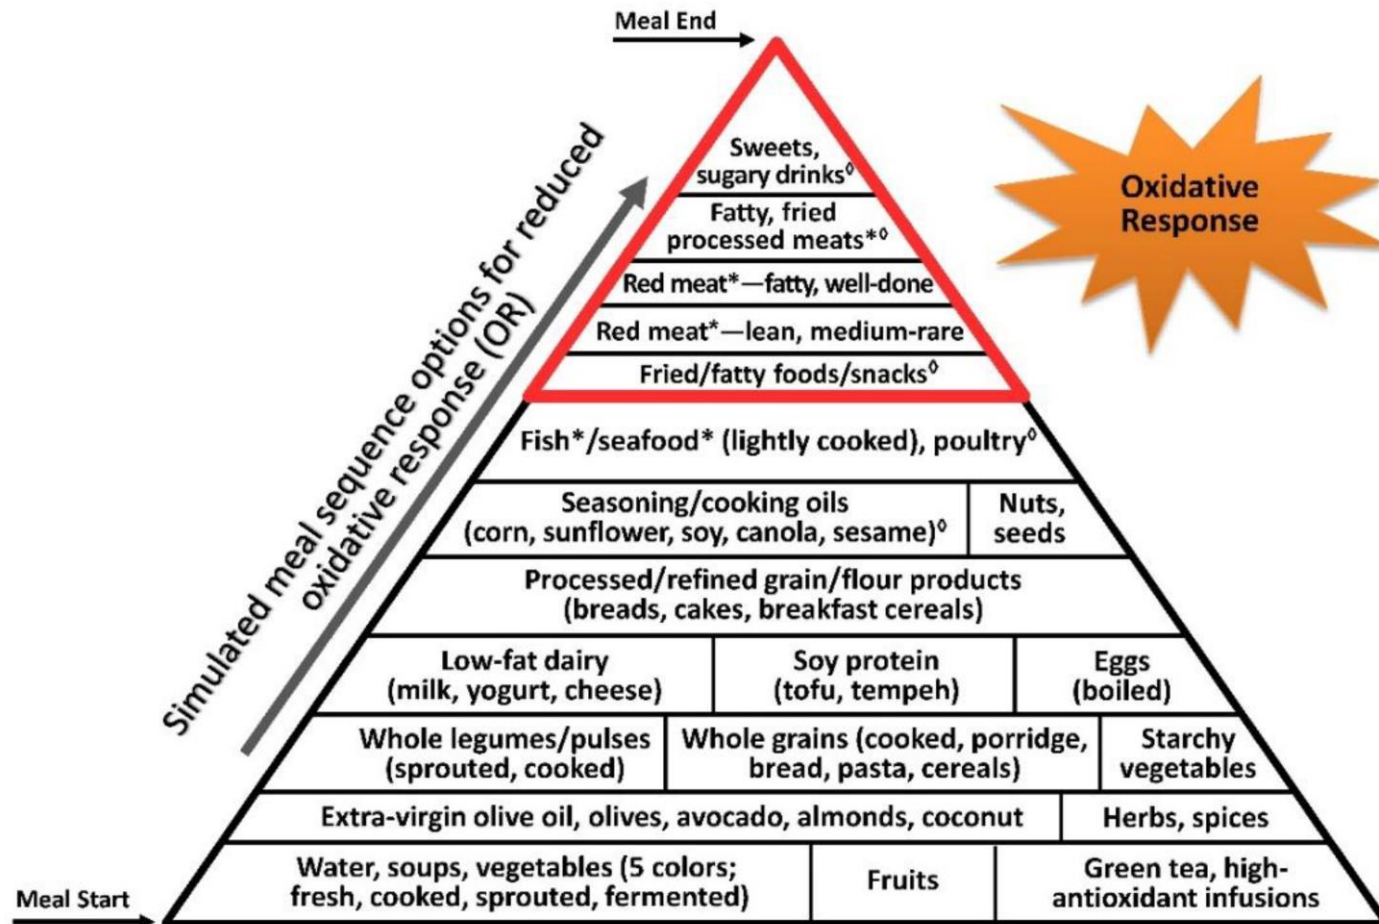 Meal End
Simulated meal sequence options for reduced
oxidative response (OR)
Sweets,
sugary drinks◊
Oxidative
Response
Fatty, fried
processed meats*◊
Red meat*—fatty, well-done
Red meat*—lean, medium-rare
Fried/fatty foods/snacks◊
Fish*/seafood* (lightly cooked), poultry◊
Seasoning/cooking oils
(corn, sunflower, soy, canola, sesame)◊
Nuts,
seeds
Processed/refined grain/flour products
(breads, cakes, breakfast cereals)
Low-fat dairy
(milk, yogurt, cheese)
Soy protein
(tofu, tempeh)
Eggs
(boiled)
Whole legumes/pulses
(sprouted, cooked)
Whole grains (cooked, porridge,
bread, pasta, cereals)
Starchy
vegetables
Extra-virgin olive oil, olives, avocado, almonds, coconut
Herbs, spices
Water, soups, vegetables (5 colors;
fresh, cooked, sprouted, fermented)
Fruits
Green tea, high-
antioxidant infusions
Meal Start